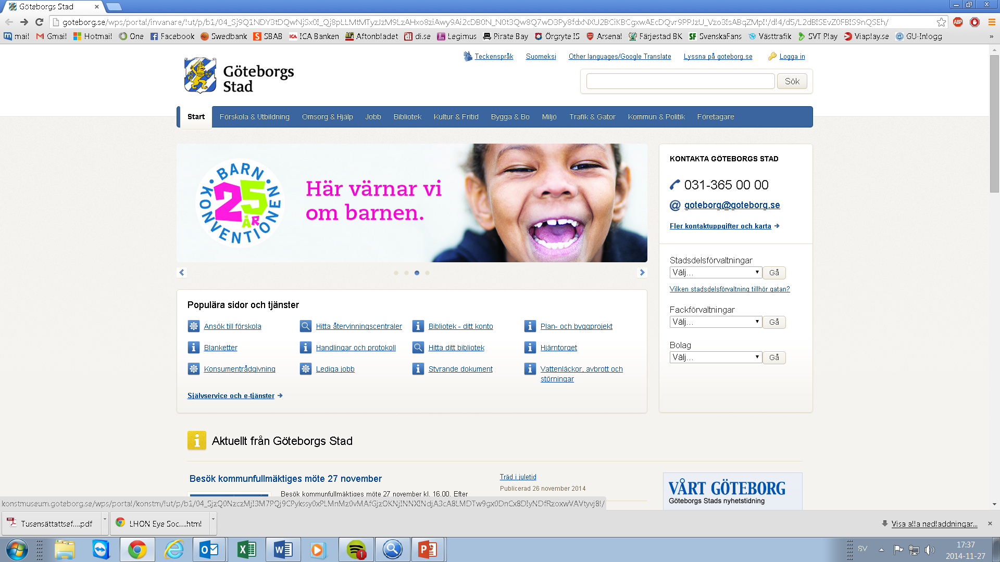 Göteborgs Stad
goteborg.se/wps/portal/invanare/!ut/p/b1/
mail Gmail Hotmail One Facebook Swedbank SBAB ICA Banken Aftonbladet di.se Legimus Pirate Bay Örgryte IS Arsenal Färjestad BK SvenskaFans Västtrafik SVT Play Viaplay.se GU-Inlogg »
Teckenspråk Suomeksi Other languages/Google Translate Lyssna på goteborg.se Logga in
Göteborgs
Stad
Sök
Start Förskola & Utbildning Omsorg & Hjälp Jobb Bibliotek Kultur & Fritid Bygga & Bo Miljö Trafik & Gator Kommun & Politik Företagare
BARN KONVENTIONEN
25
ÅR
Här värnar vi
om barnen.
KONTAKTA GÖTEBORGS STAD
031-365 00 00
goteborg@goteborg.se
Fler kontaktuppgifter och karta
Stadsdelsförvaltningar
Välj... Gå
Vilken stadsdelsförvaltning tillhör gatan?
Fackförvaltningar
Välj... Gå
Bolag
Välj... Gå
Populära sidor och tjänster
Ansök till förskola Hitta återvinningscentraler Bibliotek - ditt konto Plan- och byggprojekt
Blanketter Handlingar och protokoll Hitta ditt bibliotek Hjärntorget
Konsumentrådgivning Lediga jobb Styrande dokument Vattenläckor, avbrott och
störningar
Självservice och e-tjänster
Aktuellt från Göteborgs Stad
Besök kommunfullmäktiges möte 27 november
Besök kommunfullmäktiges möte 27 november kl. 16.00. Efter
Träd i juletid
Publicerad 26 november 2014
VÅRT GÖTEBORG
Göteborgs Stads nyhetstidning
konstmuseum.goteborg.se/wps/portal/konstm/!ut/p/b1/
Tusensättattsef....pdf LHON Eye Soc....html Visa alla nedladdningar...
1
SV
17:37
2014-11-27